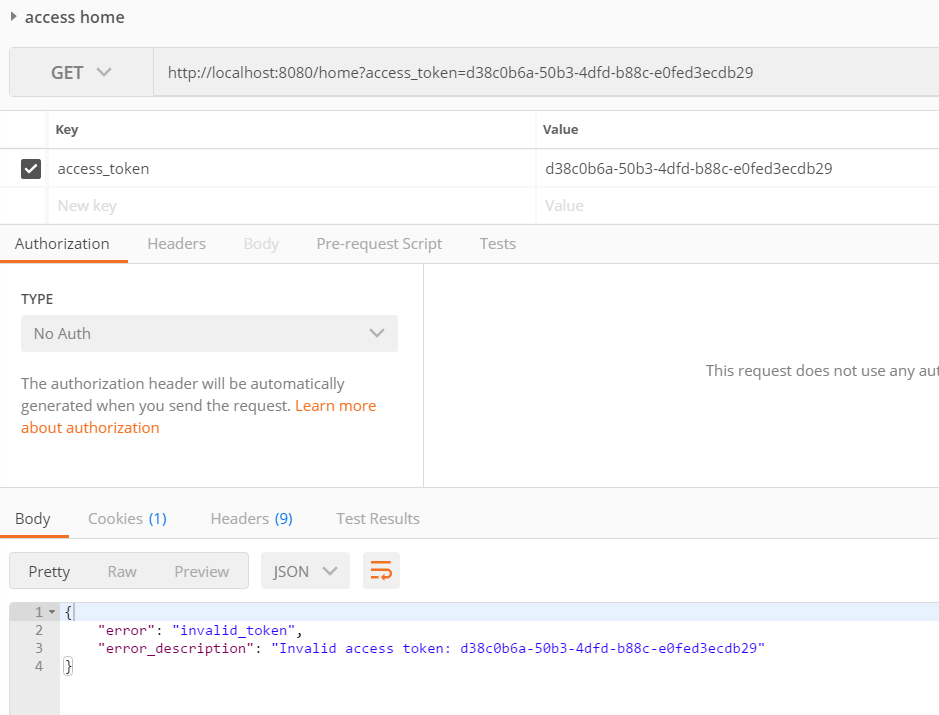 access home
GET http://localhost:8080/home?access_token=d38c0b6a-50b3-4dfd-b88c-e0fed3ecdb29
Key Value
access_token d38c0b6a-50b3-4dfd-b88c-e0fed3ecdb29
New key Value
Authorization Headers Body Pre-request Script Tests
TYPE
No Auth
This request does not use any aut
The authorization header will be automatically
generated when you send the request. Learn more
about authorization
Body Cookies (1) Headers (9) Test Results
Pretty Raw Preview JSON
1 {
2 "error": "invalid_token",
3 "error_description": "Invalid access token: d38c0b6a-50b3-4dfd-b88c-e0fed3ecdb29"
4 }